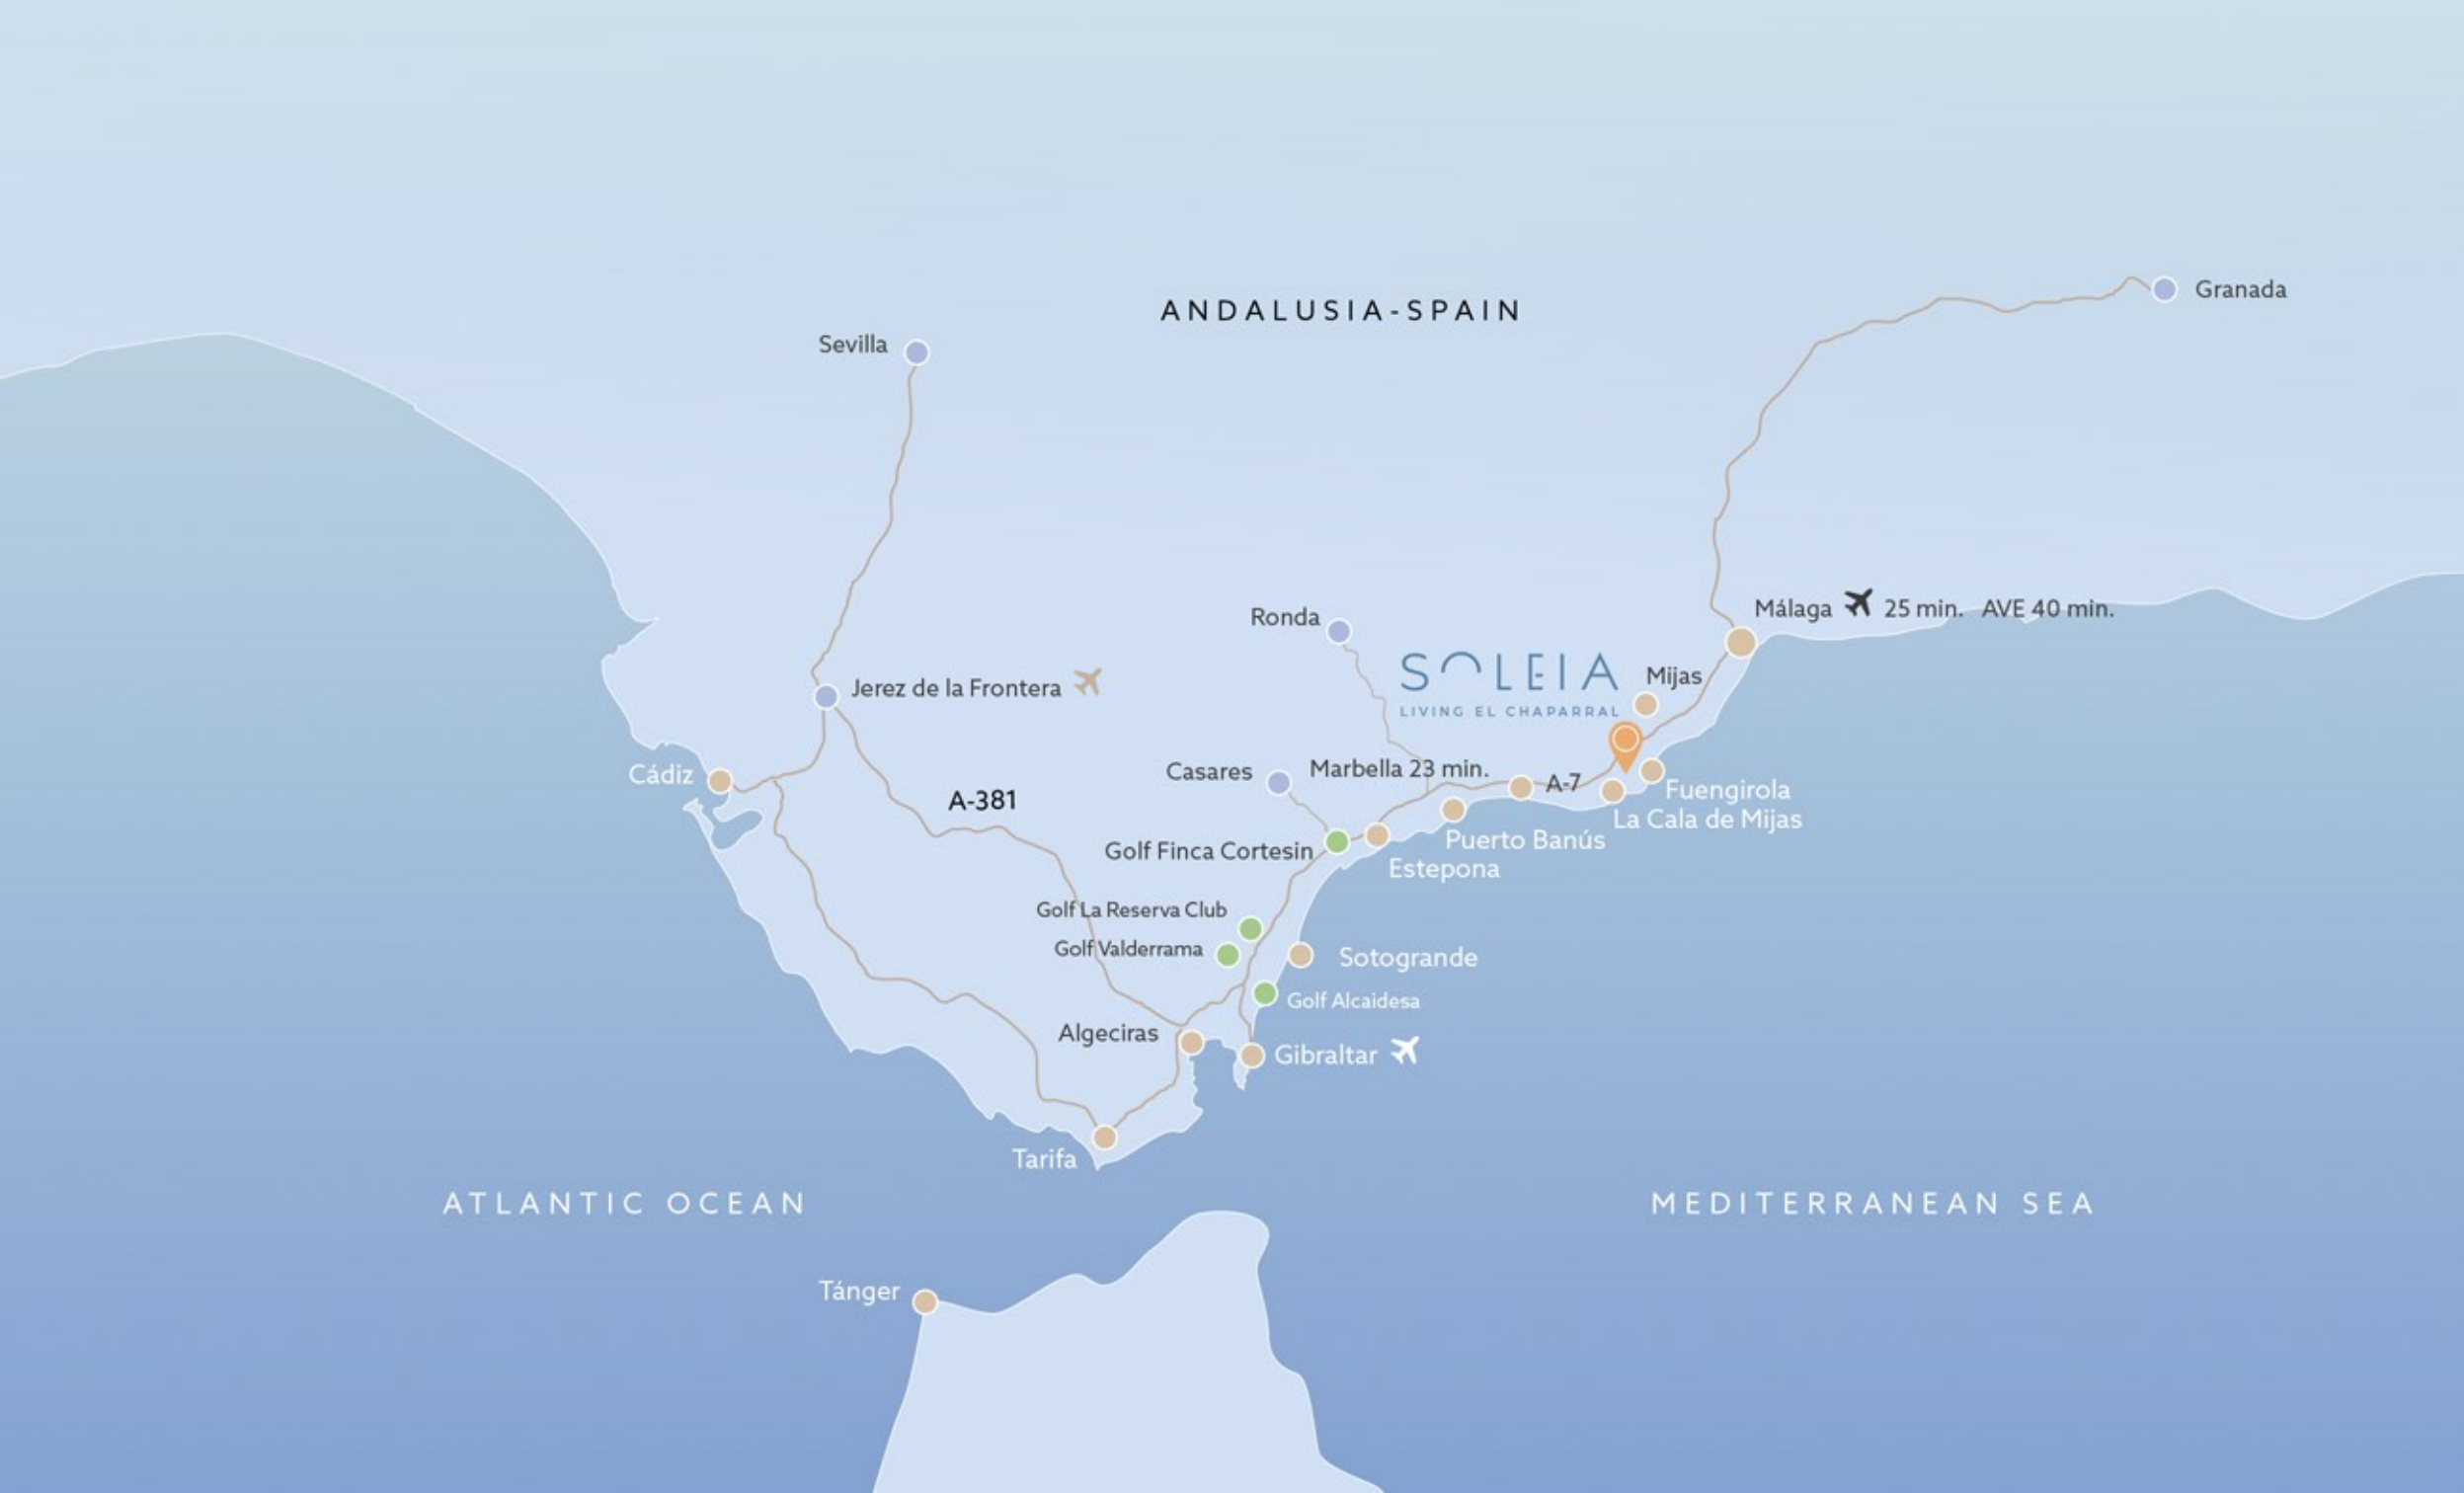 Granada
ANDALUSIA-SPAIN
Sevilla
Málaga 25 min. AVE 40 min.
Ronda
SOLEIA
LIVING EL CHAPARRAL
Mijas
Jerez de la Frontera
Cádiz
Casares
Marbella 23 min.
A-7
Fuengirola
A-381
La Cala de Mijas
Puerto Banús
Golf Finca Cortesin
Estepona
Golf La Reserva Club
Golf Valderrama
Sotogrande
Golf Alcaidesa
Algeciras
Gibraltar
Tarifa
ATLANTIC OCEAN
MEDITERRANEAN SEA
Tánger